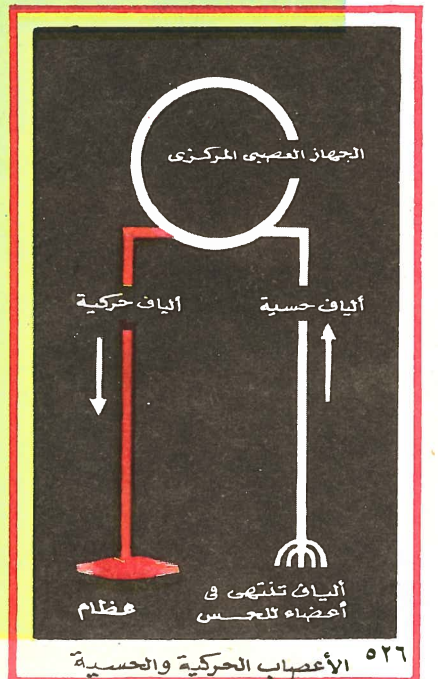 الجهاز العصبى المركزى
ألياف حسية
ألياف حركية
ألياف تنتهى فى
أعضاء للحس
عظام
٥٢٦ الأعصاب الحركية والحسية